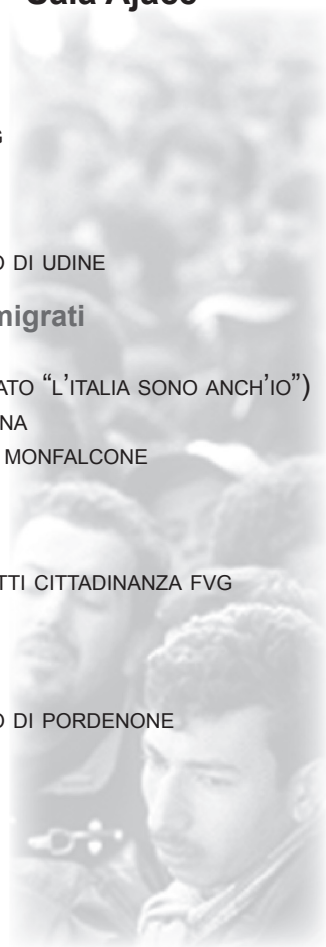 Sala Ajace
G
O DI UDINE
migrati
ATO “L’ITALIA SONO ANCH’IO”)
NA
MONFALCONE
TTI CITTADINANZA FVG
O DI PORDENONE